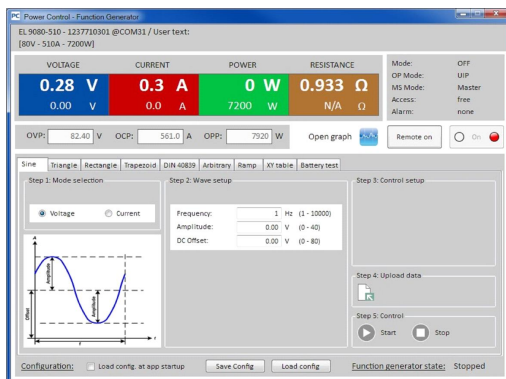 PC Power Control - Function Generator
EL 9080-510 - 1237710301 @COM31 / User text:
[80V - 510A - 7200W]
VOLTAGE CURRENT POWER RESISTANCE
0.28 V 0.3 A 0 W 0.933 Ω
0.00 V 0.0 A 7200 W N/A Ω
Mode: OFF
OP Mode: UIP
MS Mode: Master
Access: free
Alarm: none
OVP: 82.40 V OCP: 561.0 A OPP: 7920 W Open graph Remote on On
Sine Triangle Rectangle Trapezoid DIN 40839 Arbitrary Ramp XY table Battery test
Step 1: Mode selection
Voltage Current
Step 2: Wave setup
Frequency: 1 Hz (1 - 10000)
Amplitude: 0.00 V (0 - 40)
DC Offset: 0.00 V (0 - 80)
Step 3: Control setup
A
Amplitude
Amplitude
Offset
t
t
Step 4: Upload data
Step 5: Control
Start Stop
Configuration: Load config. at app startup Save Config Load config Function generator state: Stopped